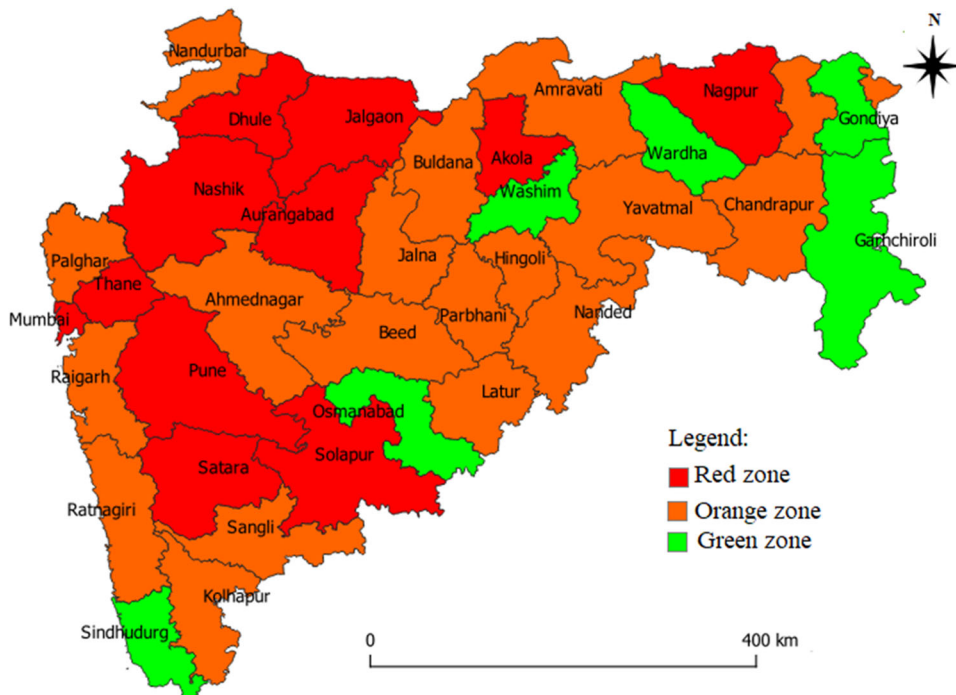 N
Nandurbar
Amravati
Nagpur
Dhule
Jalgaon
Gondiya
Buldana
Akola
Wardha
Nashik
Washim
Aurangabad
Yavatmal
Chandrapur
Garhchiroli
Palghar
Jalna
Hingoli
Thane
Ahmednagar
Mumbai
Beed
Parbhani
Nanded
Raigarh
Pune
Latur
Osmanabad
Legend:
Solapur
Satara
Red zone
Ratnagiri
Orange zone
Sangli
Green zone
Kolhapur
Sindhudurg
0
400 km